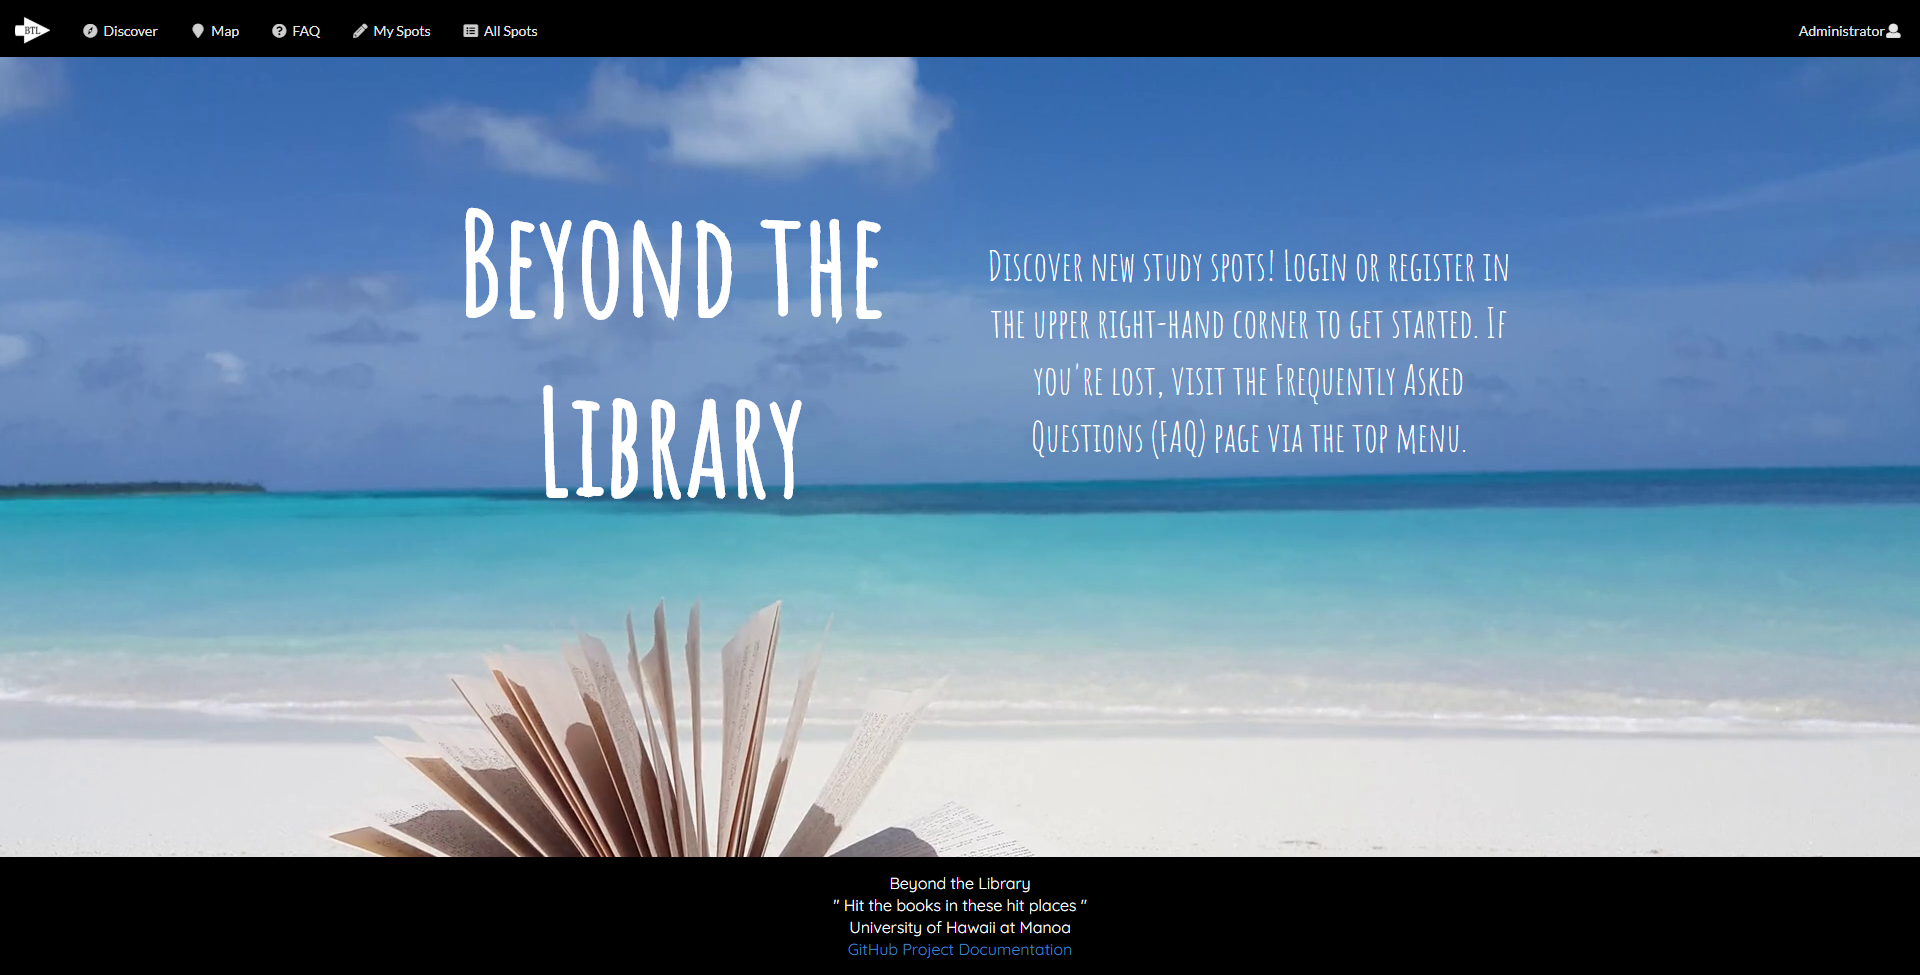 BTL
Discover
Map
FAQ
My Spots
All Spots
Administrator
Beyond the
Library
Discover new study spots! Login or register in
the upper right-hand corner to get started. If
you're lost, visit the Frequently Asked
Questions (FAQ) page via the top menu.
Beyond the Library
" Hit the books in these hit places "
University of Hawaii at Manoa
GitHub Project Documentation